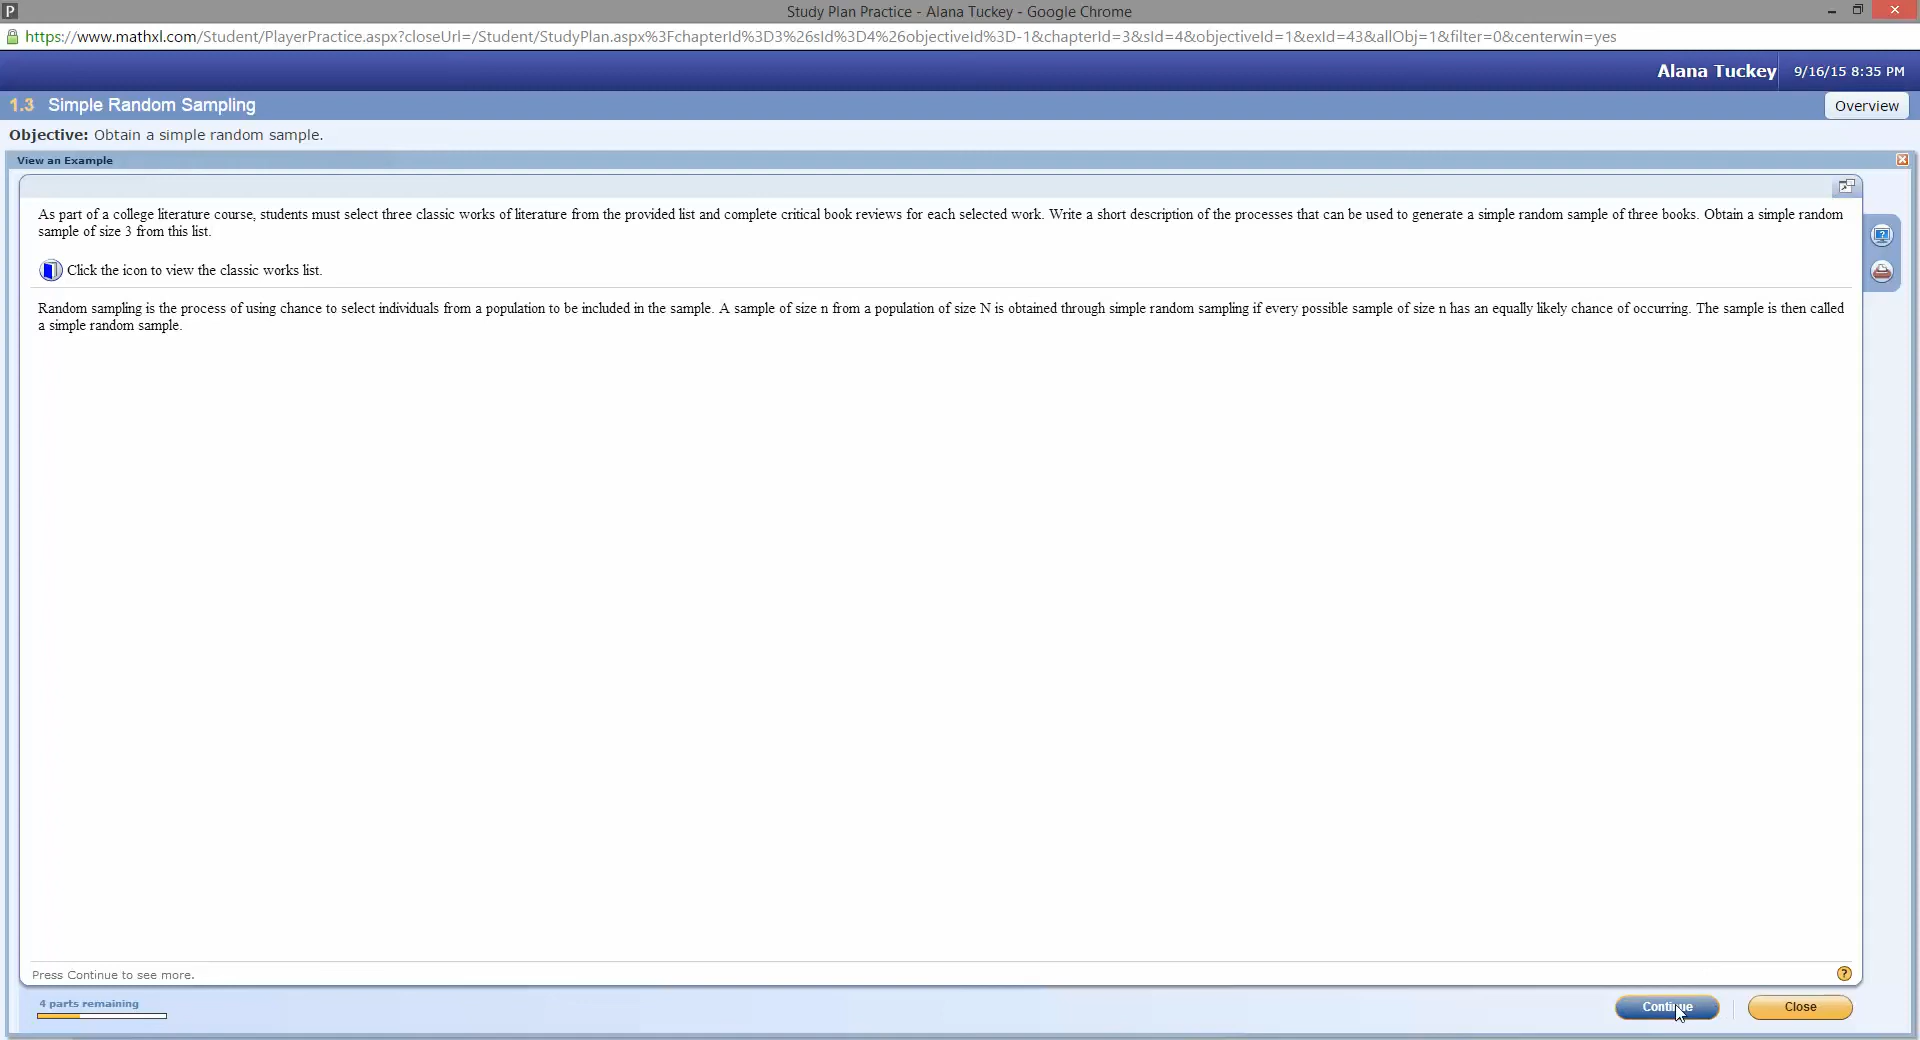 P
Study Plan Practice - Alana Tuckey - Google Chrome
https://www.mathxl.com/Student/PlayerPractice.aspx?closeUrl=/Student/StudyPlan.aspx%3FchapterId%3D3%26sId%3D4%26objectiveId%3D-1&chapterId=3&sId=4&objectiveId=1&exId=43&allObj=1&filter=0&centerwin=yes
Alana Tuckey 9/16/15 8:35 PM
1.3 Simple Random Sampling
Overview
Objective: Obtain a simple random sample.
View an Example
As part of a college literature course, students must select three classic works of literature from the provided list and complete critical book reviews for each selected work. Write a short description of the processes that can be used to generate a simple random sample of three books. Obtain a simple random
sample of size 3 from this list.
Click the icon to view the classic works list.
Random sampling is the process of using chance to select individuals from a population to be included in the sample. A sample of size n from a population of size N is obtained through simple random sampling if every possible sample of size n has an equally likely chance of occurring. The sample is then called
a simple random sample.
Press Continue to see more.
?
4 parts remaining
Continue
Close